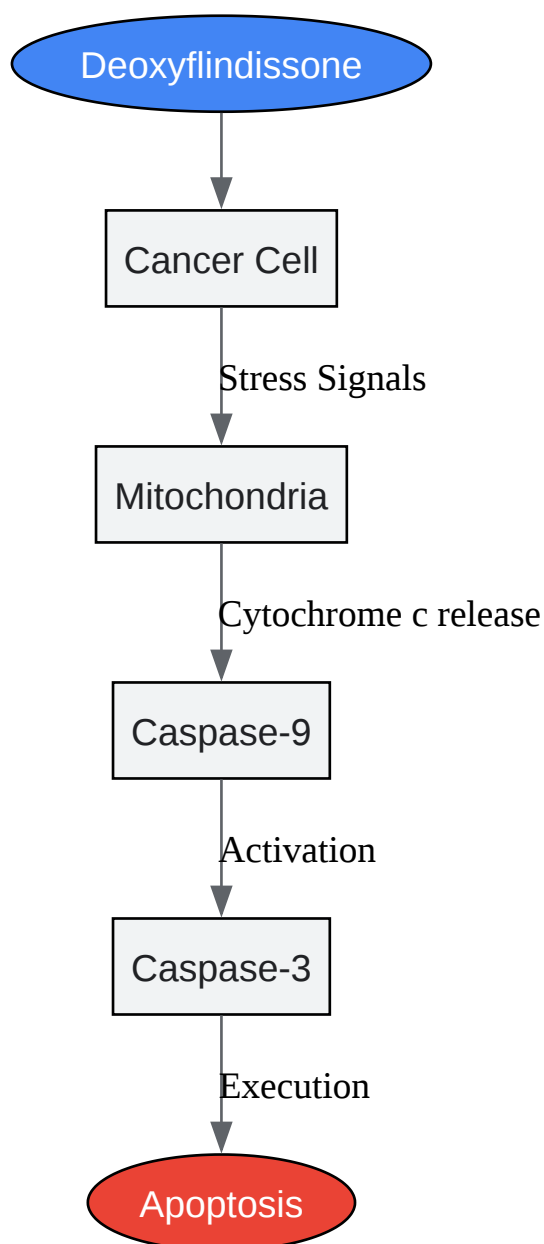 Deoxyflindissone
Cancer Cell
Stress Signals
Mitochondria
Cytochrome c release
Caspase-9
Activation
Caspase-3
Execution
Apoptosis